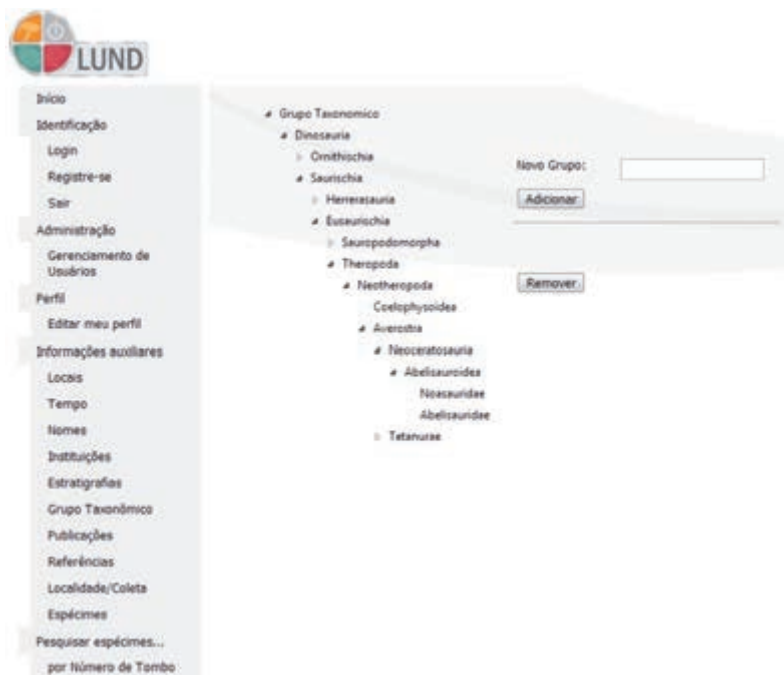 LUND
Início
Identificação
Login
Registre-se
Sair
Administração
Gerenciamento de
Usuários
Perfil
Editar meu perfil
Informações auxiliares
Locais
Tempo
Nomes
Instituições
Estratigrafias
Grupo Taxonômico
Publicações
Referências
Localidade/Coleta
Espécimes
Pesquisar espécimes...
por Número de Tombo
Grupo Taxonomico
Dinosauria
Ornithischia
Saurischia
Herrerasauria
Eusaurischia
Sauropodomorpha
Theropoda
Neotheropoda
Coelophysoidea
Averostra
Neoceratosauria
Abelisauroidea
Noasauridae
Abelisauridae
Tetanurae
Novo Grupo:
Adicionar
Remover